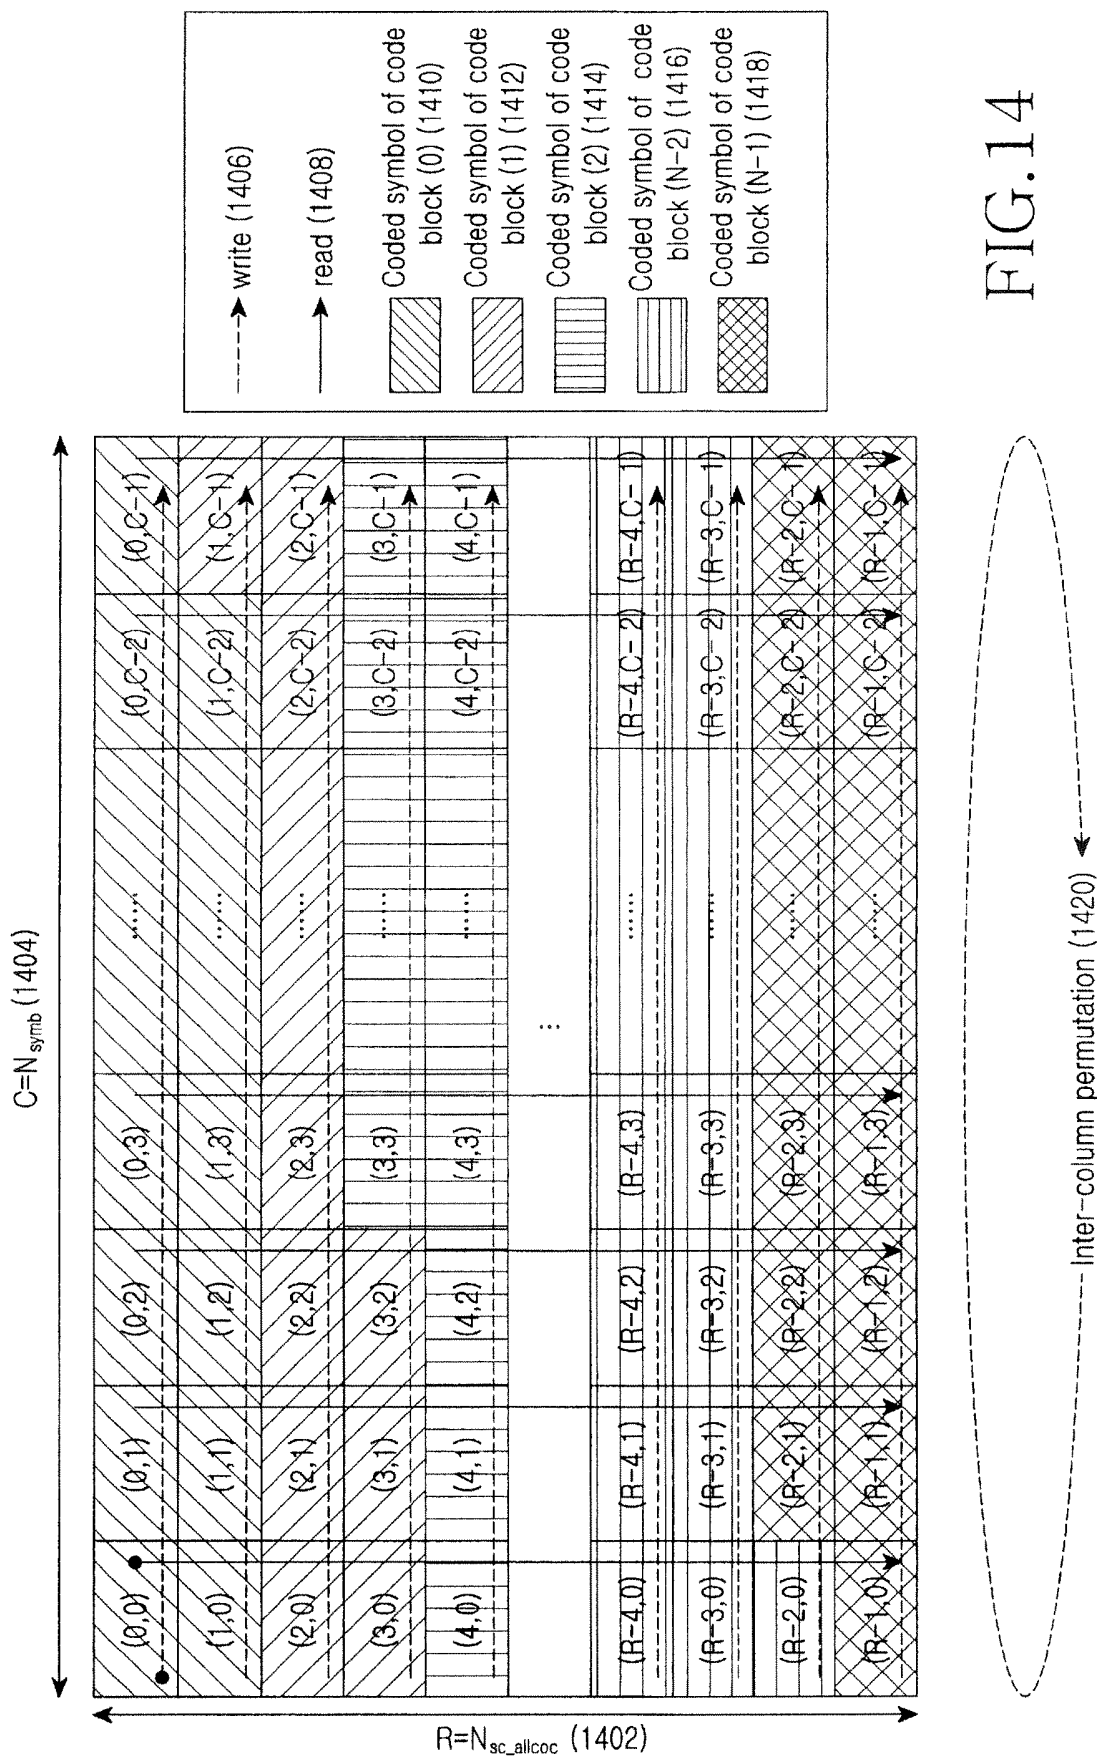 C=Nsymb (1404)
R=Nsc_allcoc (1402)
(0,0) (0,1) (0,2) (0,3) ...... (0,C-2) (0,C-1)
(1,0) (1,1) (1,2) (1,3) ...... (1,C-2) (1,C-1)
(2,0) (2,1) (2,2) (2,3) ...... (2,C-2) (2,C-1)
(3,0) (3,1) (3,2) (3,3) ...... (3,C-2) (3,C-1)
(4,0) (4,1) (4,2) (4,3) ...... (4,C-2) (4,C-1)
...
(R-4,0) (R-4,1) (R-4,2) (R-4,3) ...... (R-4,C-2) (R-4,C-1)
(R-3,0) (R-3,1) (R-3,2) (R-3,3) ...... (R-3,C-2) (R-3,C-1)
(R-2,0) (R-2,1) (R-2,2) (R-2,3) ...... (R-2,C-2) (R-2,C-1)
(R-1,0) (R-1,1) (R-1,2) (R-1,3) ...... (R-1,C-2) (R-1,C-1)
Inter-column permutation (1420)
write (1406)
read (1408)
Coded symbol of code
block (0) (1410)
Coded symbol of code
block (1) (1412)
Coded symbol of code
block (2) (1414)
Coded symbol of code
block (N-2) (1416)
Coded symbol of code
block (N-1) (1418)
FIG.14